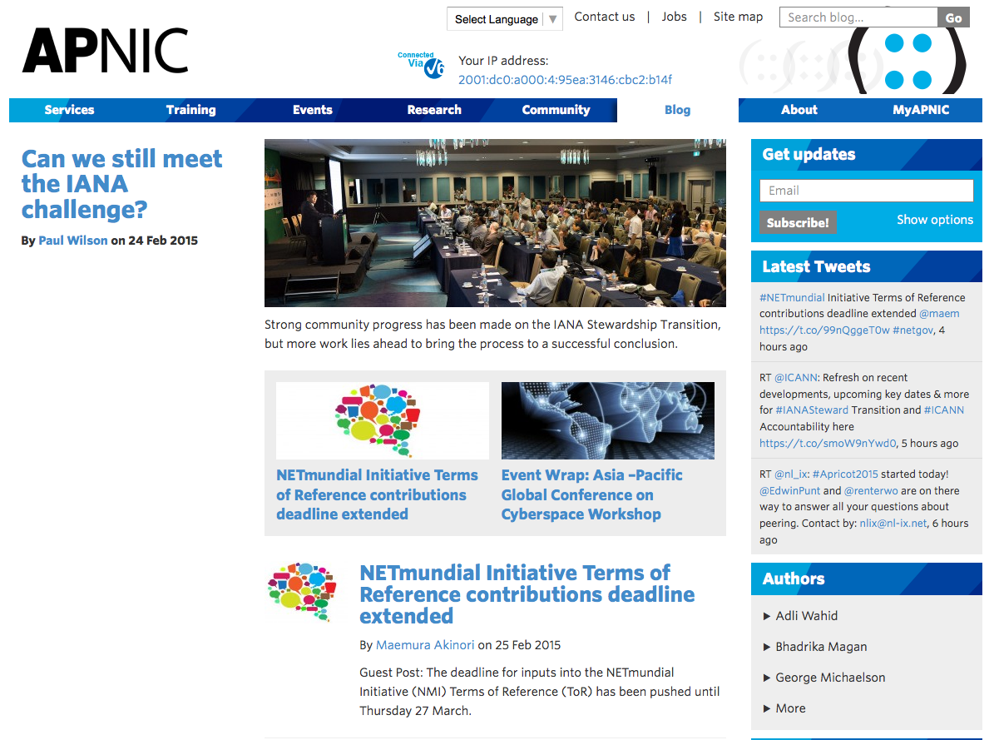 Select Language ▼
Contact us | Jobs | Site map
Search blog...
Go
APNIC
Connected
Via
v6
Your IP address:
2001:dc0:a000:4:95ea:3146:cbc2:b14f
Services
Training
Events
Research
Community
Blog
About
MyAPNIC
Can we still meet
the IANA
challenge?
By Paul Wilson on 24 Feb 2015
Strong community progress has been made on the IANA Stewardship Transition,
but more work lies ahead to bring the process to a successful conclusion.
NETmundial Initiative Terms
of Reference contributions
deadline extended
Event Wrap: Asia –Pacific
Global Conference on
Cyberspace Workshop
NETmundial Initiative Terms of
Reference contributions deadline
extended
By Maemura Akinori on 25 Feb 2015
Guest Post: The deadline for inputs into the NETmundial
Initiative (NMI) Terms of Reference (ToR) has been pushed until
Thursday 27 March.
Get updates
Email
Subscribe!
Show options
Latest Tweets
#NETmundial Initiative Terms of Reference
contributions deadline extended @maem
https://t.co/99nQggeT0w #netgov, 4
hours ago
RT @ICANN: Refresh on recent
developments, upcoming key dates & more
for #IANASteward Transition and #ICANN
Accountability here
https://t.co/smoW9nYwd0, 5 hours ago
RT @nl_ix: #Apricot2015 started today!
@EdwinPunt and @renterwo are on there
way to answer all your questions about
peering. Contact by: nlix@nl-ix.net, 6 hours
ago
Authors
Adli Wahid
Bhadrika Magan
George Michaelson
More